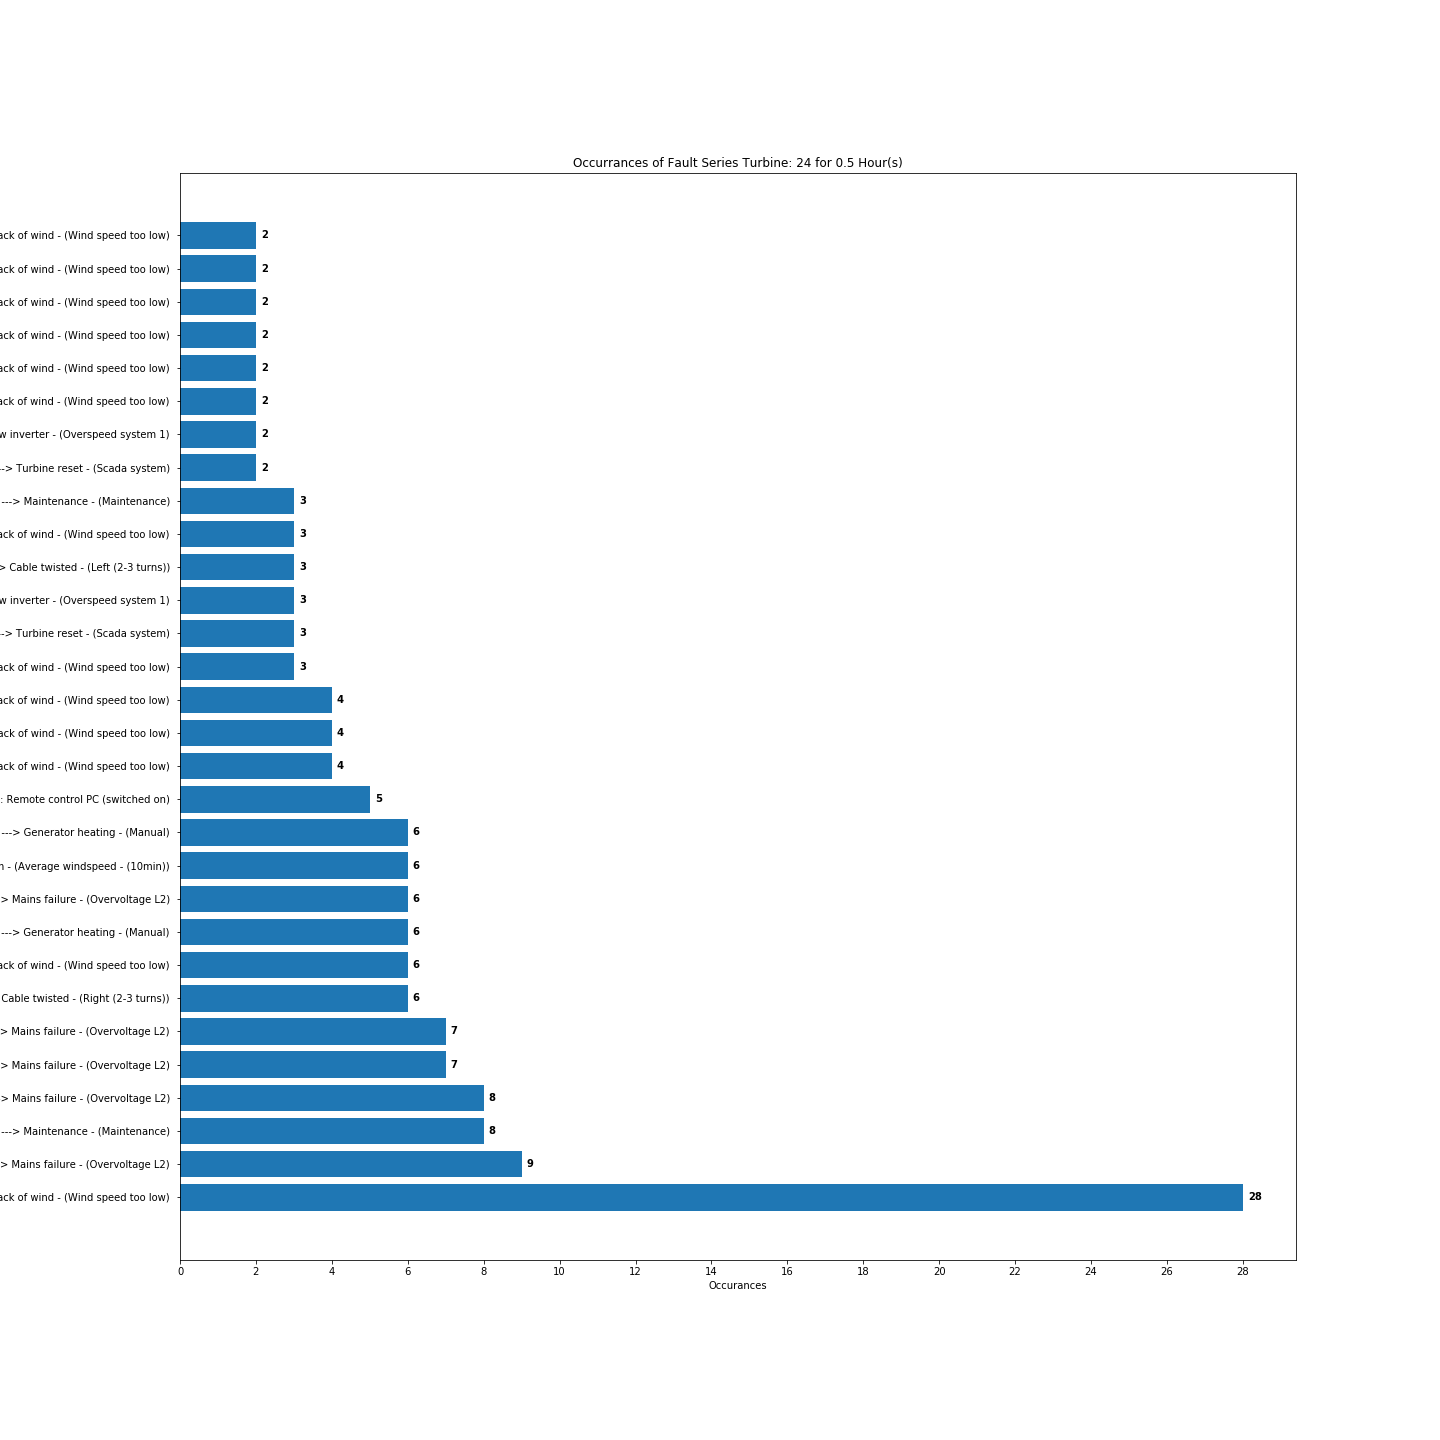 Occurrances of Fault Series Turbine: 24 for 0.5 Hour(s)
ack of wind - (Wind speed too low) 2
ack of wind - (Wind speed too low) 2
ack of wind - (Wind speed too low) 2
ack of wind - (Wind speed too low) 2
ack of wind - (Wind speed too low) 2
ack of wind - (Wind speed too low) 2
w inverter - (Overspeed system 1) 2
--> Turbine reset - (Scada system) 2
---> Maintenance - (Maintenance) 3
ack of wind - (Wind speed too low) 3
> Cable twisted - (Left (2-3 turns)) 3
w inverter - (Overspeed system 1) 3
--> Turbine reset - (Scada system) 3
ack of wind - (Wind speed too low) 3
ack of wind - (Wind speed too low) 4
ack of wind - (Wind speed too low) 4
ack of wind - (Wind speed too low) 4
: Remote control PC (switched on) 5
---> Generator heating - (Manual) 6
n - (Average windspeed - (10min)) 6
> Mains failure - (Overvoltage L2) 6
---> Generator heating - (Manual) 6
ack of wind - (Wind speed too low) 6
Cable twisted - (Right (2-3 turns)) 6
> Mains failure - (Overvoltage L2) 7
> Mains failure - (Overvoltage L2) 7
> Mains failure - (Overvoltage L2) 8
---> Maintenance - (Maintenance) 8
> Mains failure - (Overvoltage L2) 9
ack of wind - (Wind speed too low) 28
0 2 4 6 8 10 12 14 16 18 20 22 24 26 28
Occurances